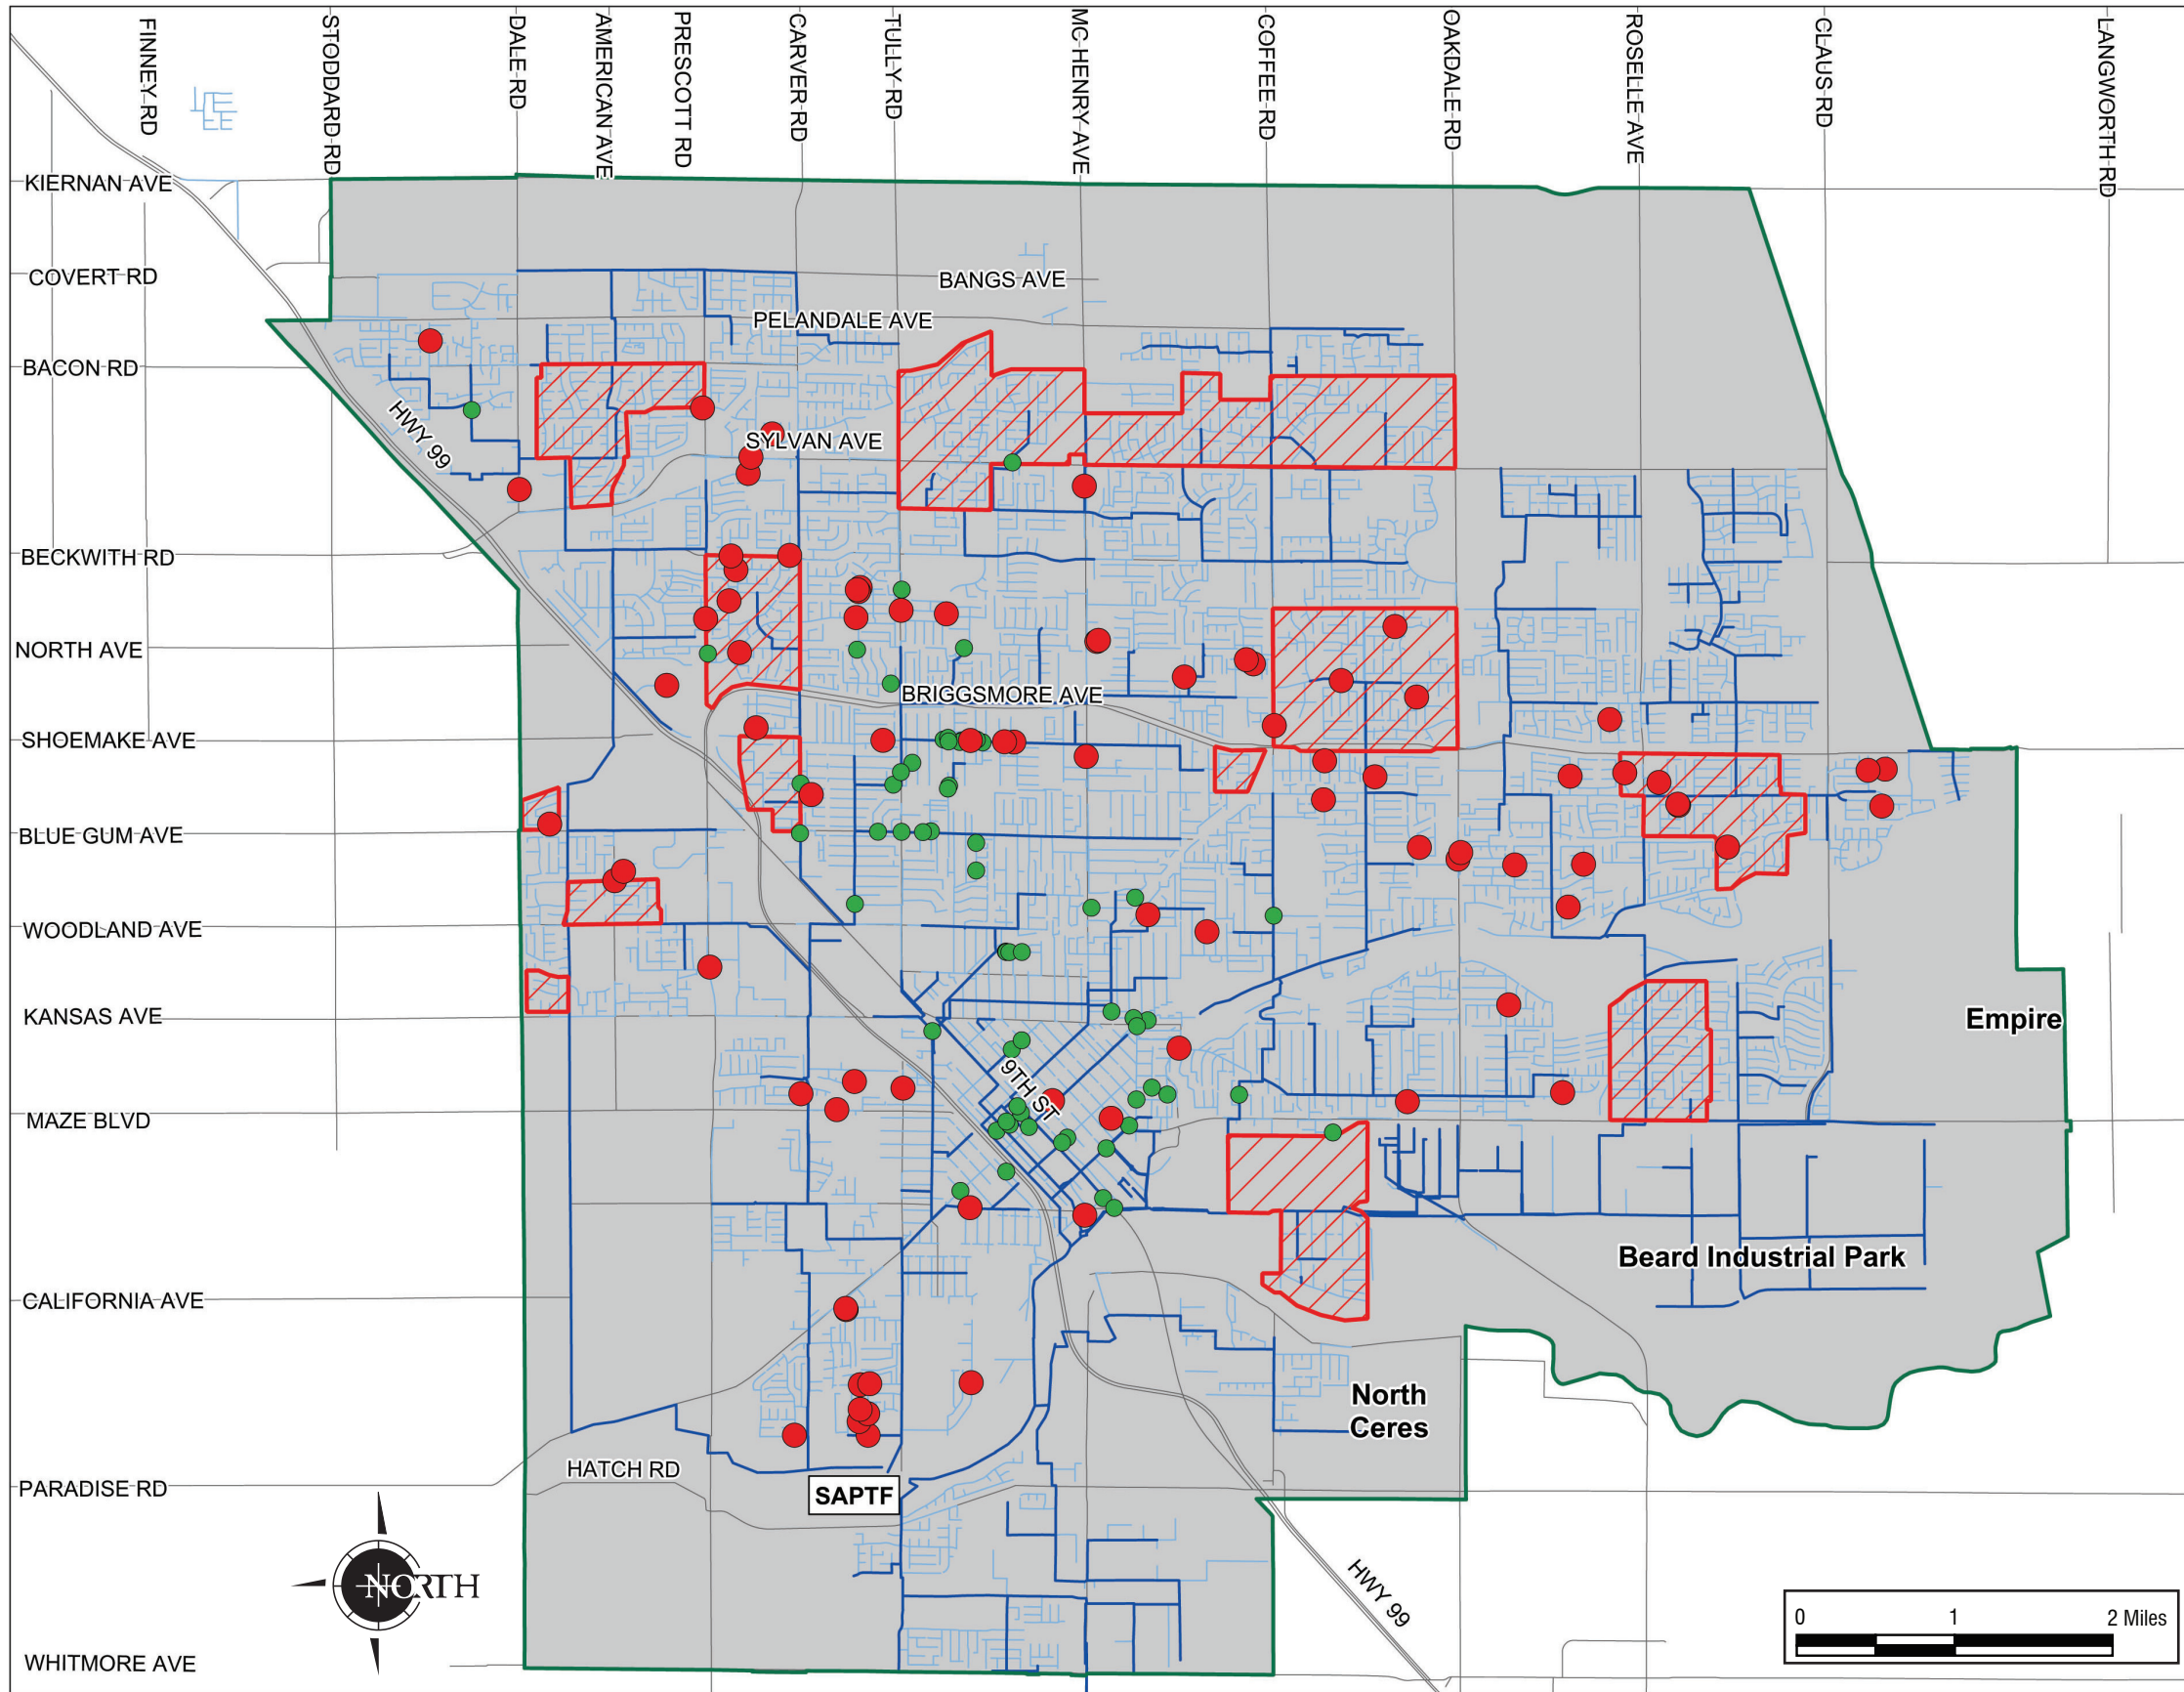 FINNEY RD
STODDARD RD
DALE RD
AMERICAN AVE
PRESCOTT RD
CARVER RD
TULLY RD
MC HENRY AVE
COFFEE RD
OAKDALE RD
ROSELLE AVE
CLAUS RD
LANGWORTH RD
KIERNAN AVE
COVERT RD
BANGS AVE
PELANDALE AVE
BACON RD
HWY 99
SYLVAN AVE
BECKWITH RD
NORTH AVE
BRIGGSMORE AVE
SHOEMAKE AVE
BLUE GUM AVE
WOODLAND AVE
KANSAS AVE
Empire
9TH ST
MAZE BLVD
Beard Industrial Park
CALIFORNIA AVE
North
Ceres
HATCH RD
PARADISE RD
SAPTF
NORTH
HWY 99
0 1 2 Miles
WHITMORE AVE